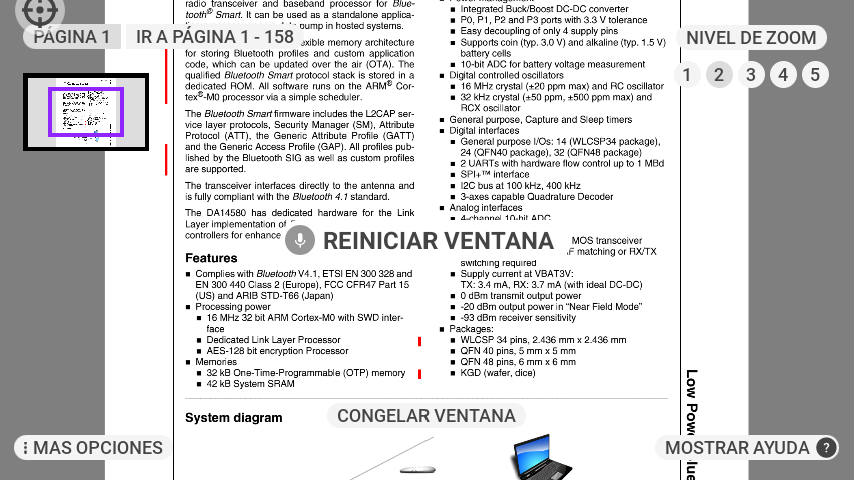 radio transceiver and baseband processor for Blue-
tooth® Smart. It can be used as a standalone applica-
pump in hosted systems.
PÁGINA 1
IR A PÁGINA 1 - 158
exible memory architecture
for storing Bluetooth profiles and custom application
code, which can be updated over the air (OTA). The
qualified Bluetooth Smart protocol stack is stored in a
dedicated ROM. All software runs on the ARM® Cor-
tex®-M0 processor via a simple scheduler.
The Bluetooth Smart firmware includes the L2CAP ser-
vice layer protocols, Security Manager (SM), Attribute
Protocol (ATT), the Generic Attribute Profile (GATT)
and the Generic Access Profile (GAP). All profiles pub-
lished by the Bluetooth SIG as well as custom profiles
are supported.
The transceiver interfaces directly to the antenna and
is fully compliant with the Bluetooth 4.1 standard.
The DA14580 has dedicated hardware for the Link
Layer implementation of
controllers for enhance
Features
■ Complies with Bluetooth V4.1, ETSI EN 300 328 and
EN 300 440 Class 2 (Europe), FCC CFR47 Part 15
(US) and ARIB STD-T66 (Japan)
■ Processing power
■ 16 MHz 32 bit ARM Cortex-M0 with SWD inter-
face
■ Dedicated Link Layer Processor
■ AES-128 bit encryption Processor
■ Memories
■ 32 kB One-Time-Programmable (OTP) memory
■ 42 kB System SRAM
■ Integrated Buck/Boost DC-DC converter
■ P0, P1, P2 and P3 ports with 3.3 V tolerance
■ Easy decoupling of only 4 supply pins
■ Supports coin (typ. 3.0 V) and alkaline (typ. 1.5 V)
battery cells
■ 10-bit ADC for battery voltage measurement
■ Digital controlled oscillators
■ 16 MHz crystal (±20 ppm max) and RC oscillator
■ 32 kHz crystal (±50 ppm, ±500 ppm max) and
RCX oscillator
■ General purpose, Capture and Sleep timers
■ Digital interfaces
■ General purpose I/Os: 14 (WLCSP34 package),
24 (QFN40 package), 32 (QFN48 package)
■ 2 UARTs with hardware flow control up to 1 MBd
■ SPI+™ interface
■ I2C bus at 100 kHz, 400 kHz
■ 3-axes capable Quadrature Decoder
■ Analog interfaces
■ 4-channel 10-bit ADC
MOS transceiver
F matching or RX/TX
switching required
■ Supply current at VBAT3V:
TX: 3.4 mA, RX: 3.7 mA (with ideal DC-DC)
■ 0 dBm transmit output power
■ -20 dBm output power in “Near Field Mode”
■ -93 dBm receiver sensitivity
■ Packages:
■ WLCSP 34 pins, 2.436 mm x 2.436 mm
■ QFN 40 pins, 5 mm x 5 mm
■ QFN 48 pins, 6 mm x 6 mm
■ KGD (wafer, dice)
NIVEL DE ZOOM
1 2 3 4 5
REINICIAR VENTANA
System diagram
CONGELAR VENTANA
MAS OPCIONES
MOSTRAR AYUDA ?
Low Pow